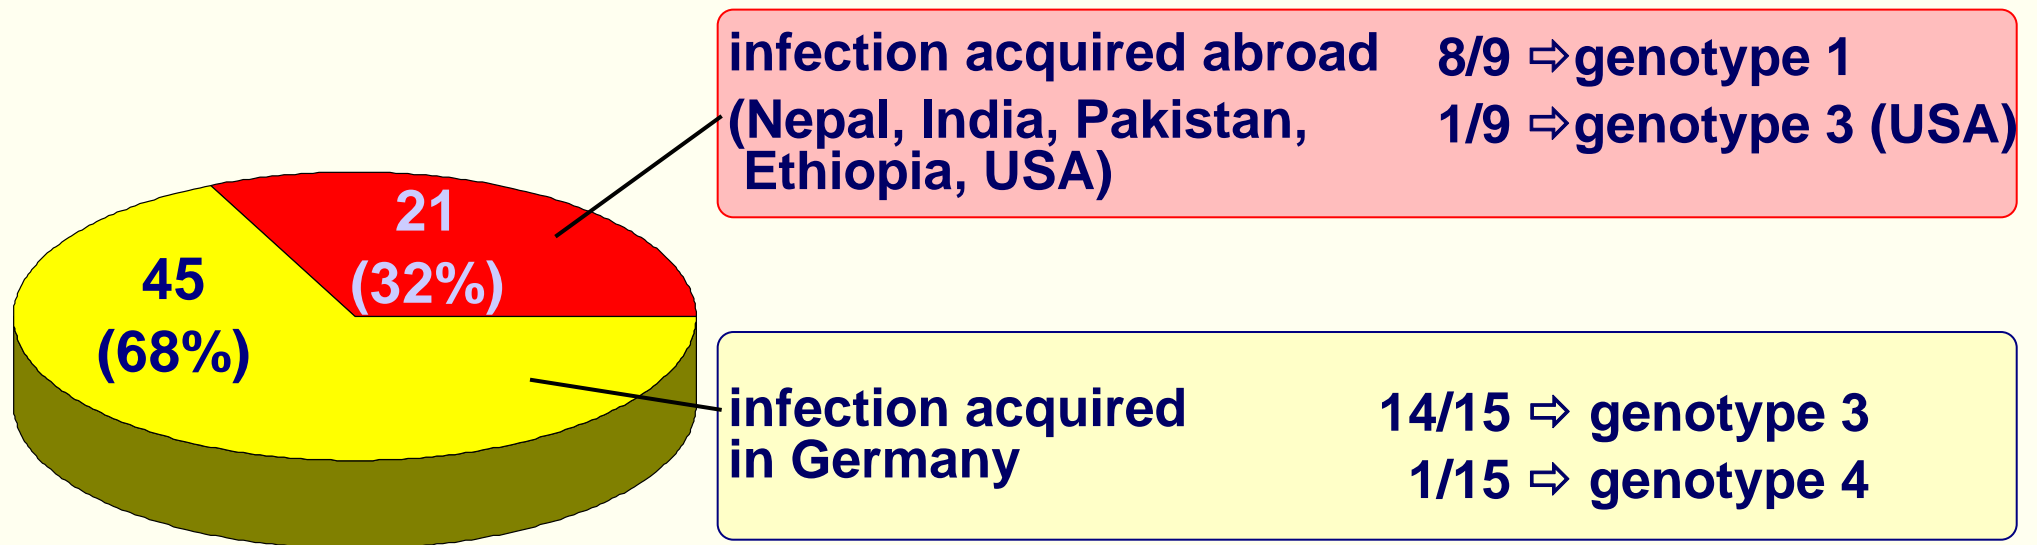 infection acquired abroad 8/9 ⇨genotype 1
(Nepal, India, Pakistan, 1/9 ⇨genotype 3 (USA)
Ethiopia, USA)
21
(32%)
45
(68%)
infection acquired 14/15 ⇨ genotype 3
in Germany 1/15 ⇨ genotype 4